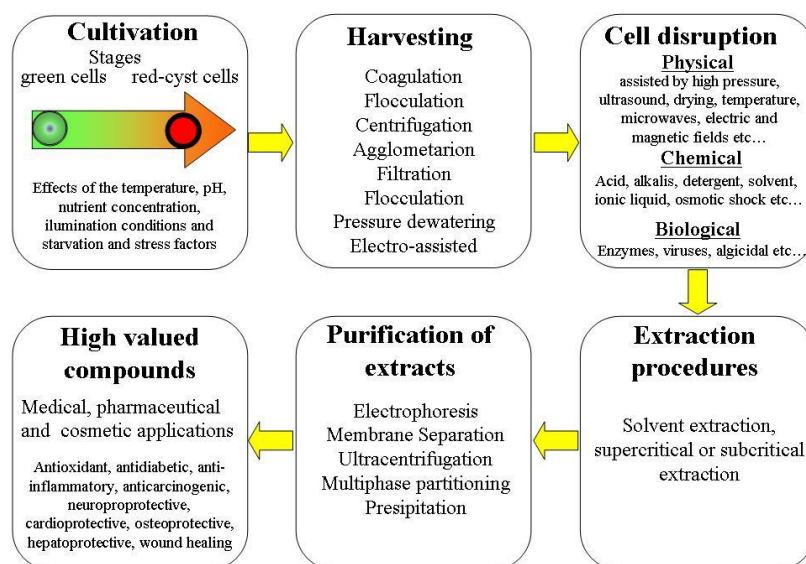 Cultivation
Stages
green cells red-cyst cells
Effects of the temperature, pH,
nutrient concentration,
ilumination conditions and
starvation and stress factors
Harvesting
Coagulation
Flocculation
Centrifugation
Agglometarion
Filtration
Flocculation
Pressure dewatering
Electro-assisted
Cell disruption
Physical
assisted by high pressure,
ultrasound, drying, temperature,
microwaves, electric and
magnetic fields etc...
Chemical
Acid, alkalis, detergent, solvent,
ionic liquid, osmotic shock etc...
Biological
Enzymes, viruses, algicidal etc...
Extraction
procedures
Solvent extraction,
supercritical or subcritical
extraction
Purification of
extracts
Electrophoresis
Membrane Separation
Ultracentrifugation
Multiphase partitioning
Presipitation
High valued
compounds
Medical, pharmaceutical
and cosmetic applications
Antioxidant, antidiabetic, anti-
inflammatory, anticarcinogenic,
neuroproprotective,
cardioprotective, osteoprotective,
hepatoprotective, wound healing